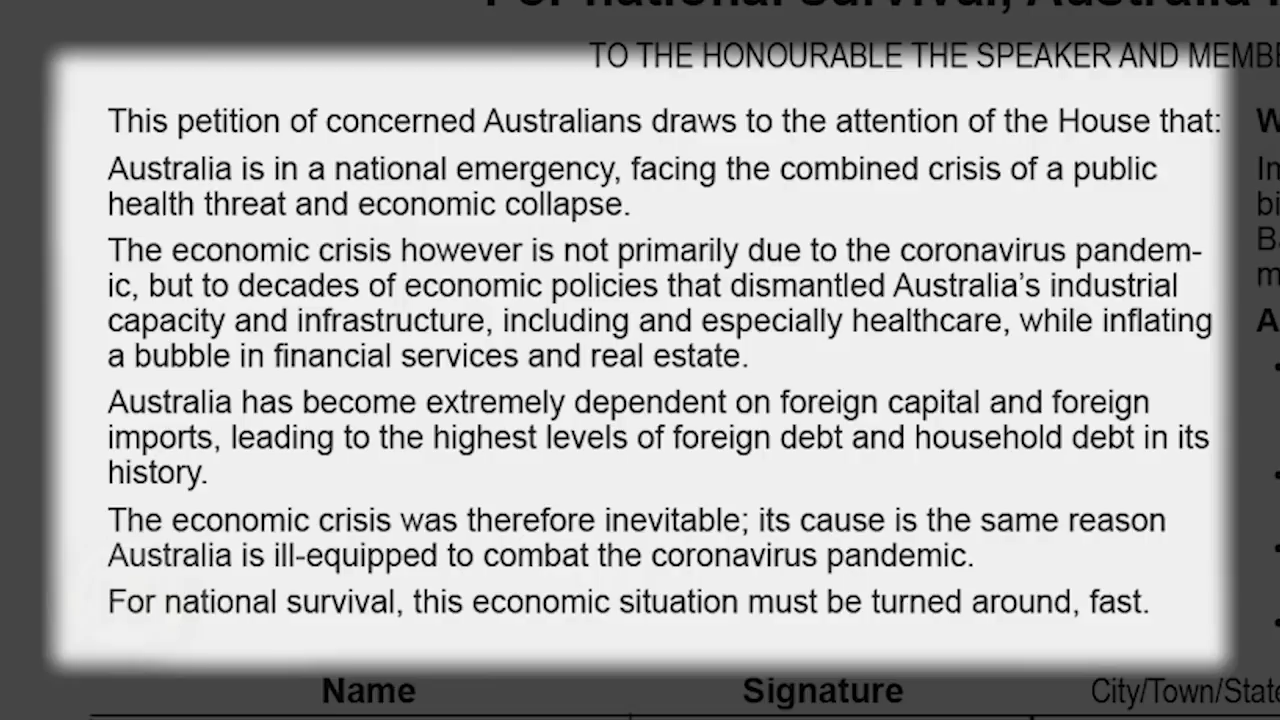 For national survival, Australia
TO THE HONOURABLE THE SPEAKER AND
This petition of concerned Australians draws to the attention of the House that:
Australia is in a national emergency, facing the combined crisis of a public
health threat and economic collapse.
The economic crisis however is not primarily due to the coronavirus pandem-
ic, but to decades of economic policies that dismantled Australia’s industrial
capacity and infrastructure, including and especially healthcare, while inflating
a bubble in financial services and real estate.
Australia has become extremely dependent on foreign capital and foreign
imports, leading to the highest levels of foreign debt and household debt in its
history.
The economic crisis was therefore inevitable; its cause is the same reason
Australia is ill-equipped to combat the coronavirus pandemic.
For national survival, this economic situation must be turned around, fast.
Name Signature City/Town/State